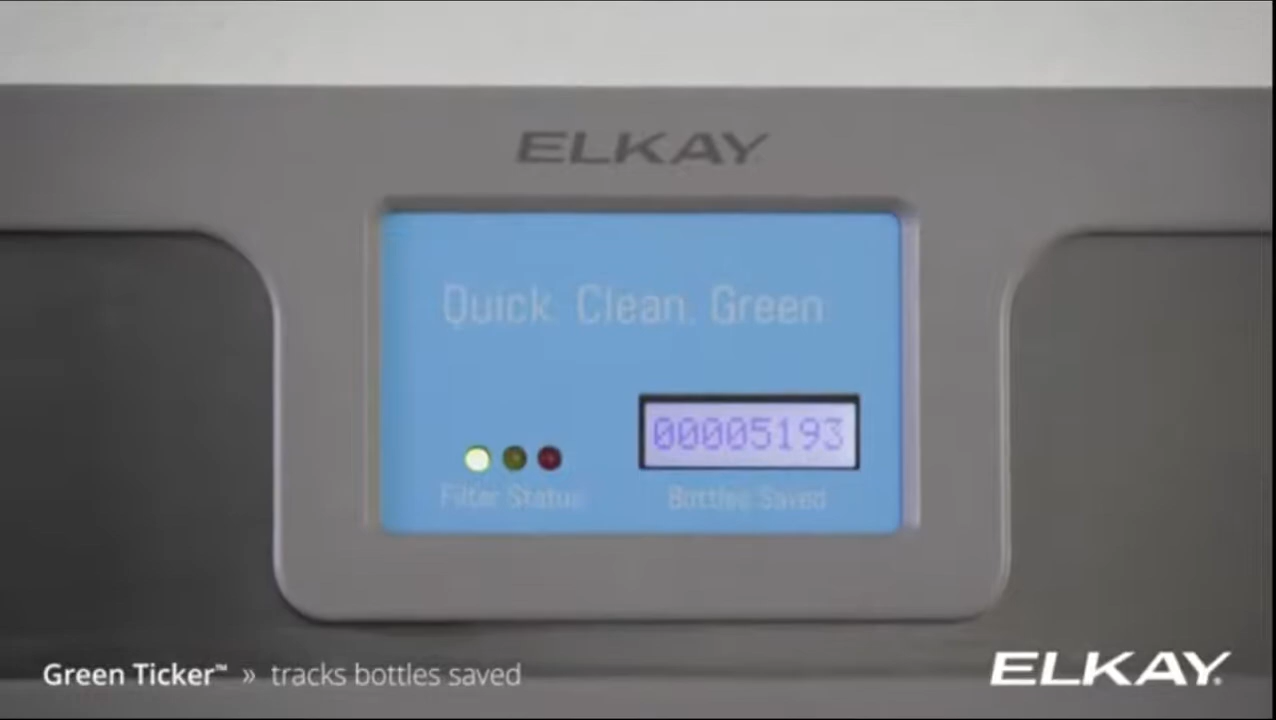 ELKAY
Quick. Clean. Green
00005193
Filter Status
Bottles Saved
Green Ticker™ » tracks bottles saved
ELKAY®